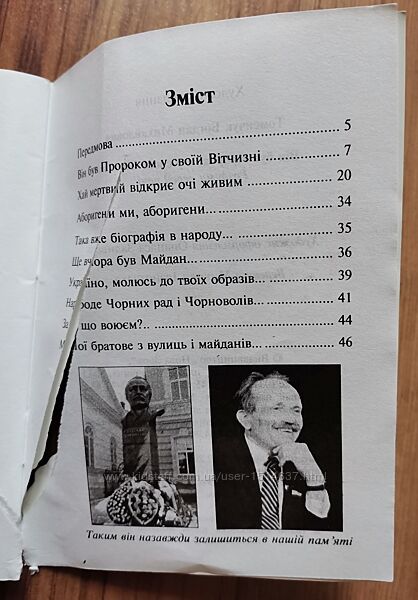 Зміст
Передмова ... 5
Він був Пророком у своїй Вітчизні ... 7
Хай мертвий відкриє очі живим ... 20
Аборигени ми, аборигени... 34
Така вже біографія в народу... 35
Ще вчора був Майдан... 36
Україно, молюсь до твоїх образів... 39
Народе Чорних рад і Чорноволів... 41
За що воюєм?.. 44
Мої братове з вулиць і майданів... 46
Таким він назавжди залишиться в нашій пам'яті